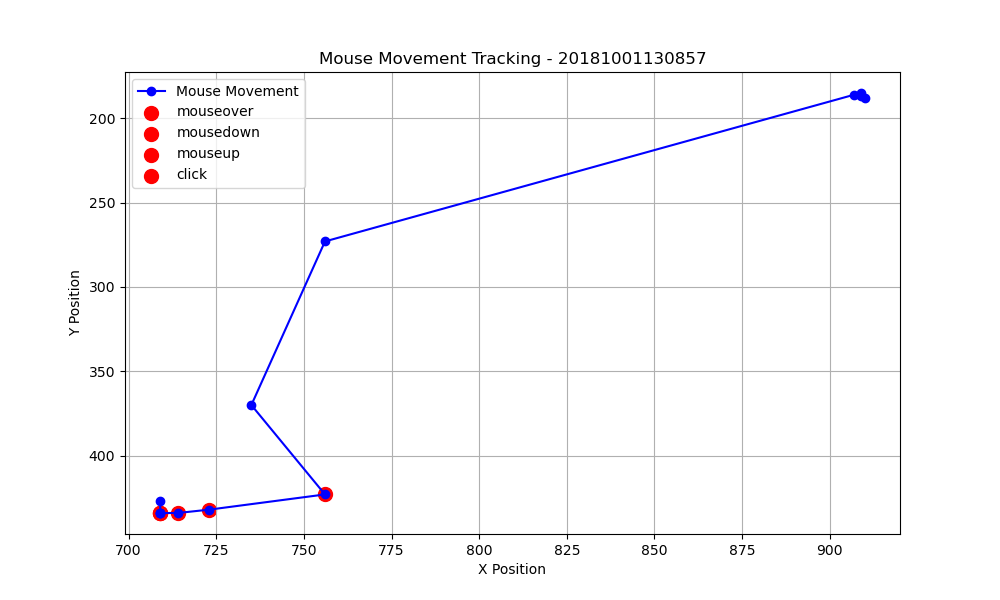 Mouse Movement Tracking - 20181001130857
Mouse Movement
mouseover
mousedown
mouseup
click
200
250
300
350
400
Y Position
700 725 750 775 800 825 850 875 900
X Position